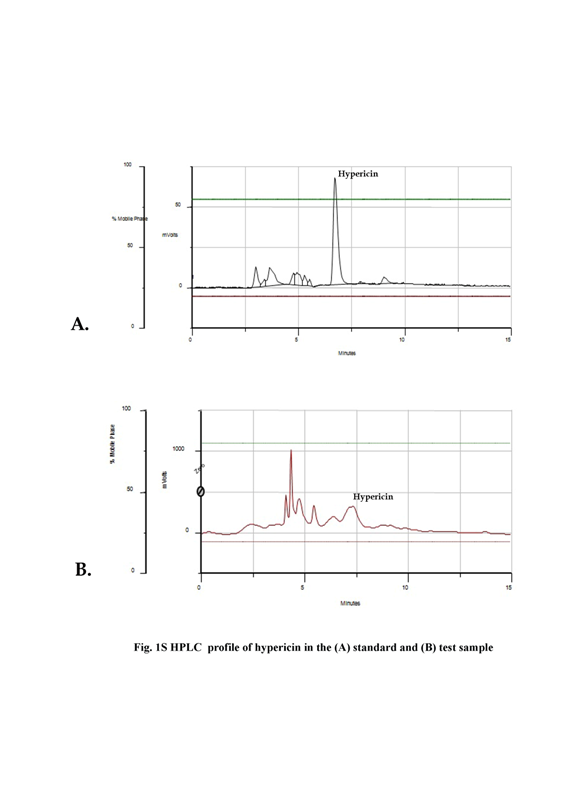 100
Hypericin
50
% Mobile Phase
mVolts
50
0
A.
0
0
5
10
15
Minutes
100
% Mobile Phase
1000
mVolts
50
Hypericin
0
B.
0
0
5
10
15
Minutes
Fig. 1S HPLC profile of hypericin in the (A) standard and (B) test sample